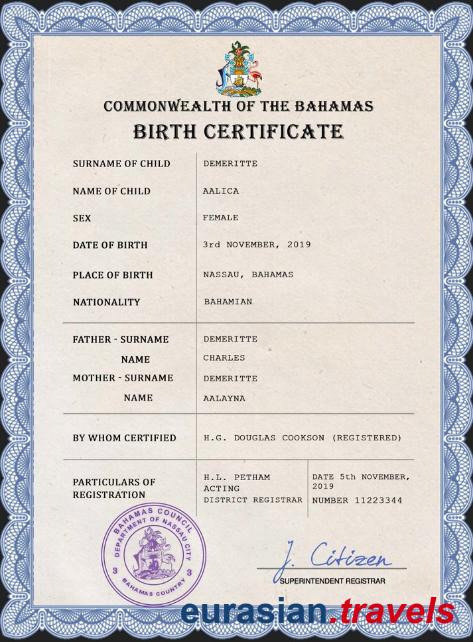 COMMONWEALTH OF THE BAHAMAS
BIRTH CERTIFICATE
SURNAME OF CHILD DEMERITTE
NAME OF CHILD AALICA
SEX FEMALE
DATE OF BIRTH 3rd NOVEMBER, 2019
PLACE OF BIRTH NASSAU, BAHAMAS
NATIONALITY BAHAMIAN
FATHER - SURNAME DEMERITTE
NAME CHARLES
MOTHER - SURNAME DEMERITTE
NAME AALAYNA
BY WHOM CERTIFIED H.G. DOUGLAS COOKSON (REGISTERED)
PARTICULARS OF
REGISTRATION
H.L. PETHAM
ACTING
DISTRICT REGISTRAR
DATE 5th NOVEMBER,
2019
NUMBER 11223344
BAHAMAS COUNCIL
DEPARTMENT OF NASSAU CITY
3 3
BAHAMAS COUNTRY
J. Citizen
SUPERINTENDENT REGISTRAR
eurasian.travels